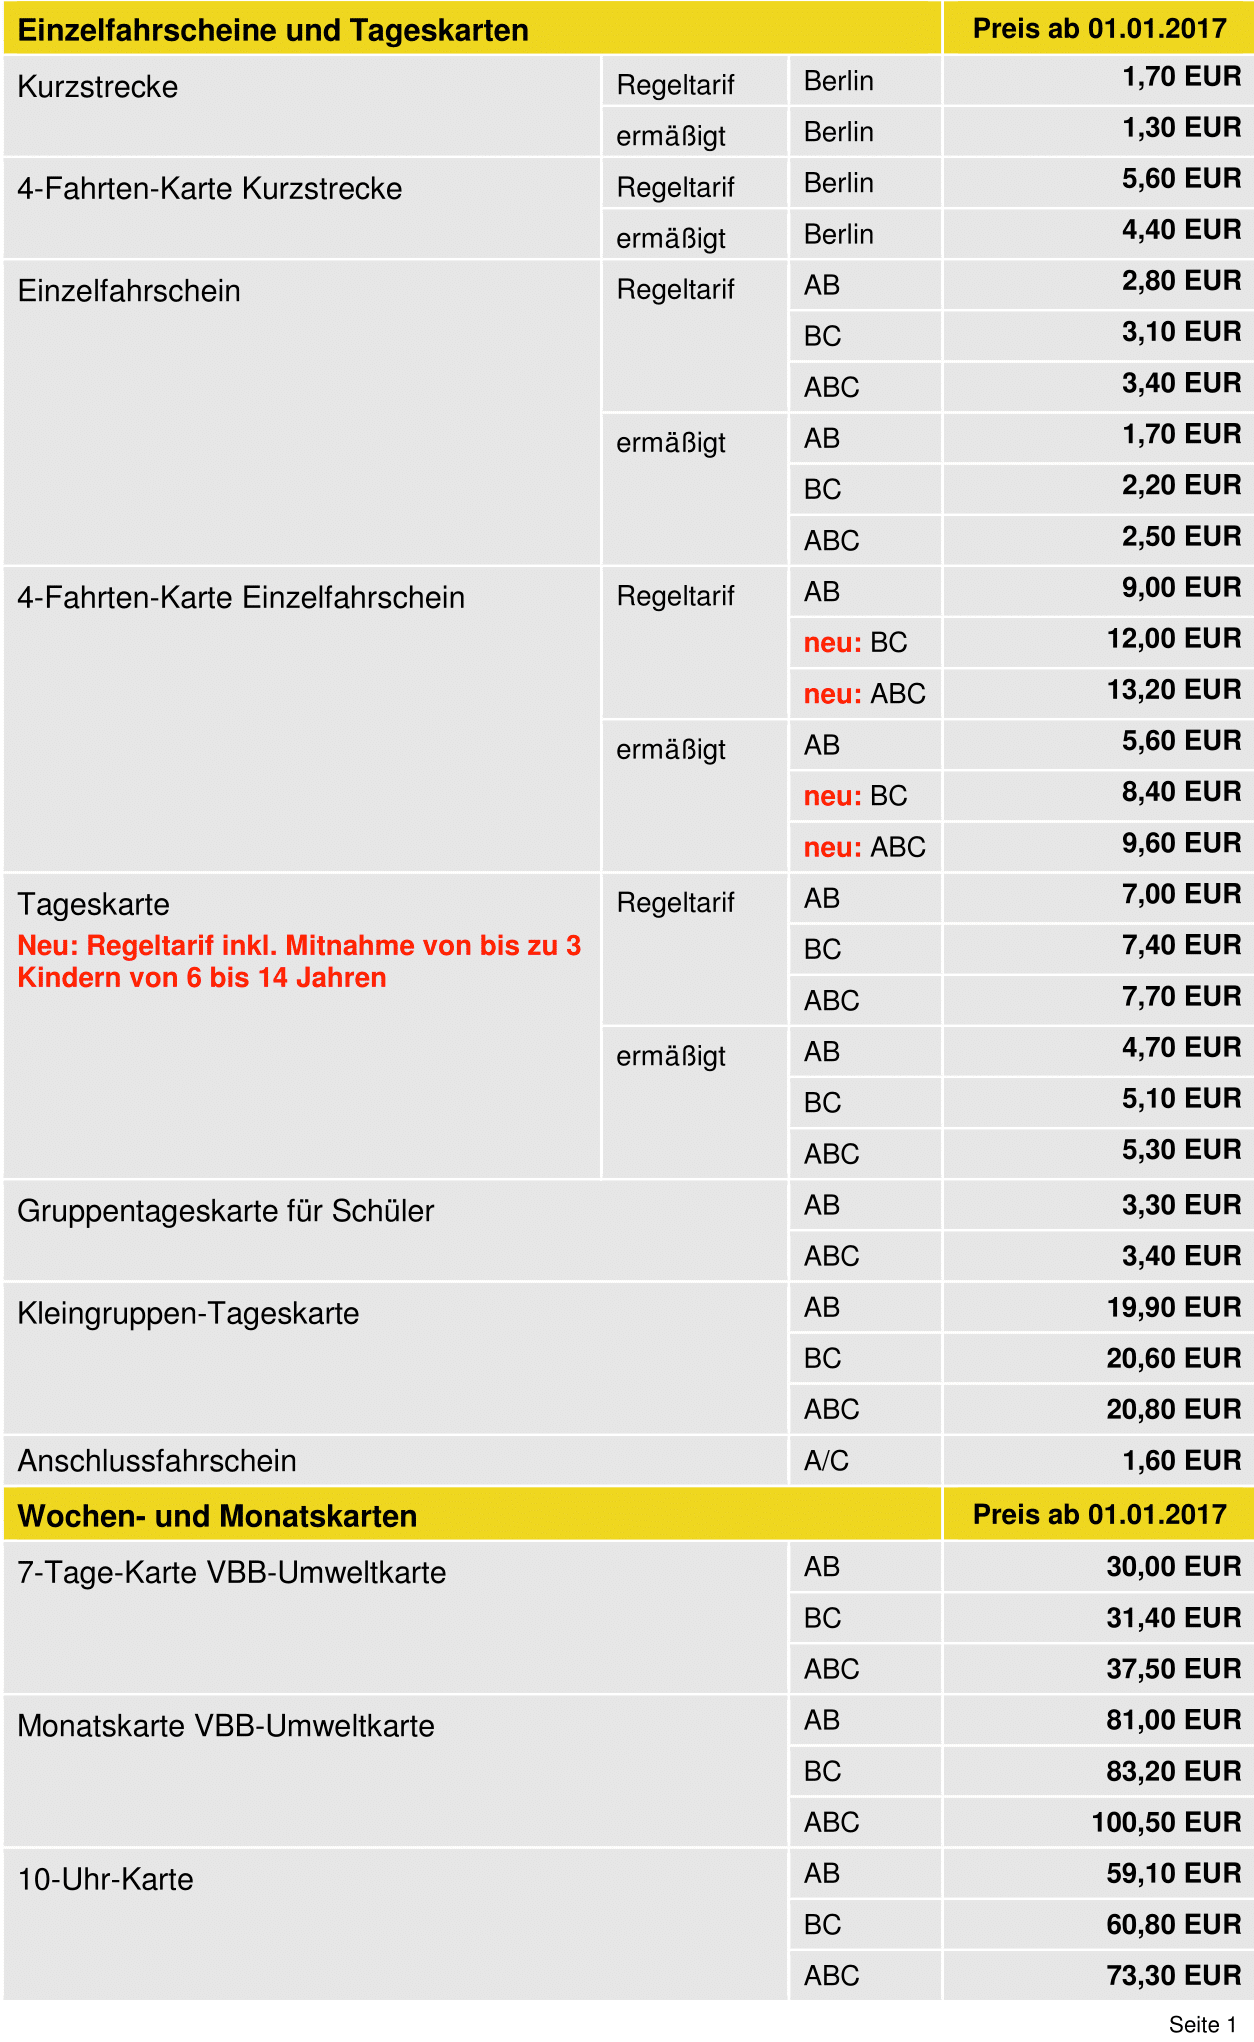 Einzelfahrscheine und Tageskarten Preis ab 01.01.2017
Kurzstrecke Regeltarif Berlin 1,70 EUR
ermäßigt Berlin 1,30 EUR
4-Fahrten-Karte Kurzstrecke Regeltarif Berlin 5,60 EUR
ermäßigt Berlin 4,40 EUR
Einzelfahrschein Regeltarif AB 2,80 EUR
BC 3,10 EUR
ABC 3,40 EUR
ermäßigt AB 1,70 EUR
BC 2,20 EUR
ABC 2,50 EUR
4-Fahrten-Karte Einzelfahrschein Regeltarif AB 9,00 EUR
neu: BC 12,00 EUR
neu: ABC 13,20 EUR
ermäßigt AB 5,60 EUR
neu: BC 8,40 EUR
neu: ABC 9,60 EUR
Tageskarte Regeltarif AB 7,00 EUR
Neu: Regeltarif inkl. Mitnahme von bis zu 3 BC 7,40 EUR
Kindern von 6 bis 14 Jahren ABC 7,70 EUR
ermäßigt AB 4,70 EUR
BC 5,10 EUR
ABC 5,30 EUR
Gruppentageskarte für Schüler AB 3,30 EUR
ABC 3,40 EUR
Kleingruppen-Tageskarte AB 19,90 EUR
BC 20,60 EUR
ABC 20,80 EUR
Anschlussfahrschein A/C 1,60 EUR
Wochen- und Monatskarten Preis ab 01.01.2017
7-Tage-Karte VBB-Umweltkarte AB 30,00 EUR
BC 31,40 EUR
ABC 37,50 EUR
Monatskarte VBB-Umweltkarte AB 81,00 EUR
BC 83,20 EUR
ABC 100,50 EUR
10-Uhr-Karte AB 59,10 EUR
BC 60,80 EUR
ABC 73,30 EUR
Seite 1